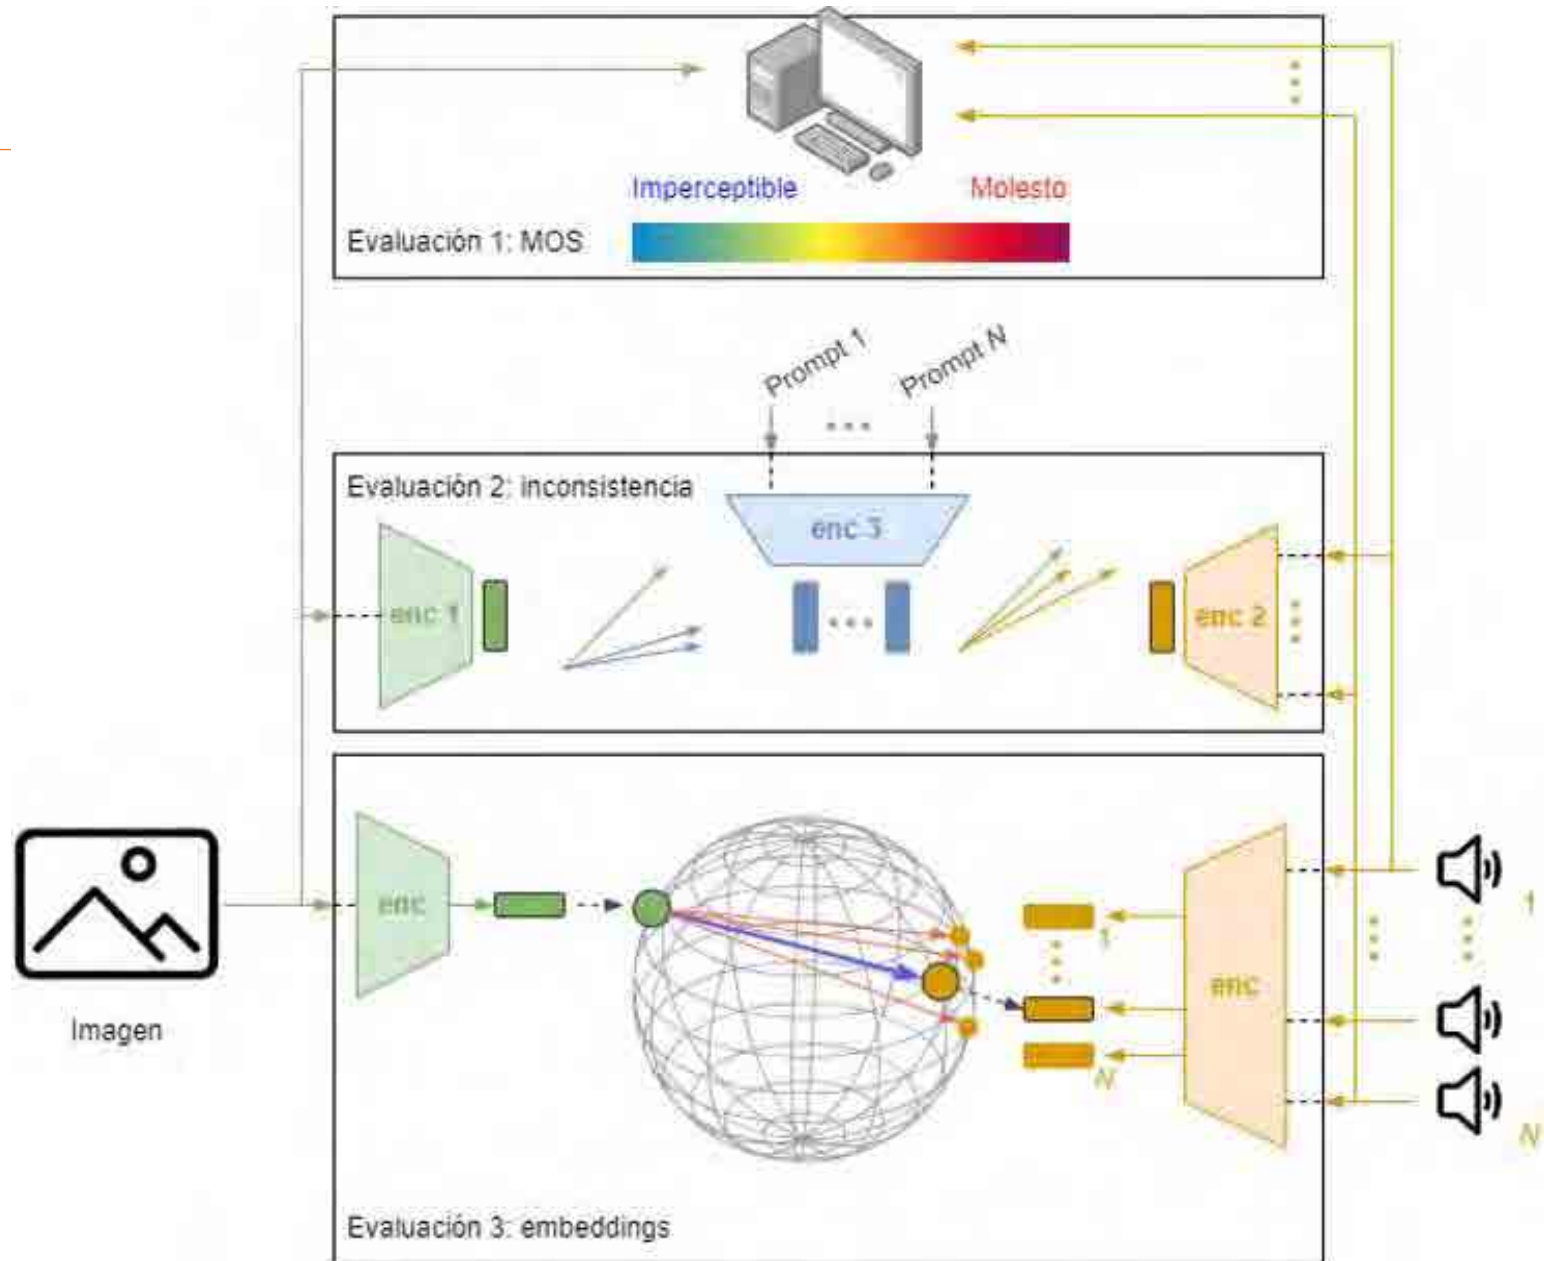 Imperceptible
Molesto
Evaluación 1: MOS
Prompt 1
Prompt N
Evaluación 2: inconsistencia
enc 3
enc 1
enc 2
enc
1
enc
1
Imagen
N
N
Evaluación 3: embeddings